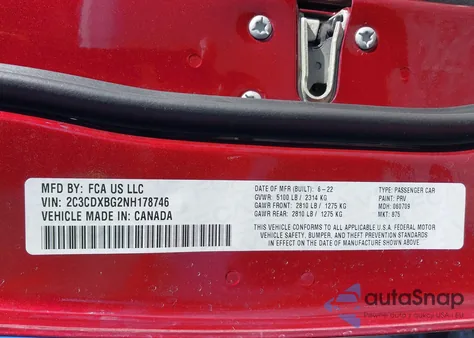 MFD BY: FCA US LLC
VIN: 2C3CDXBG2NH178746
VEHICLE MADE IN: CANADA
DATE OF MFR (BUILT): 6-22
GVWR: 5100 LB / 2314 KG
GAWR FRONT: 2810 LB / 1275 KG
GAWR REAR: 2810 LB / 1275 KG
TYPE: PASSENGER CAR
PAINT: PRV
MDH: 060709
MKT: 875
THIS VEHICLE CONFORMS TO ALL APPLICABLE U.S.A. FEDERAL MOTOR
VEHICLE SAFETY, BUMPER, AND THEFT PREVENTION STANDARDS
IN EFFECT ON THE DATE OF MANUFACTURE SHOWN ABOVE.
autoSnap